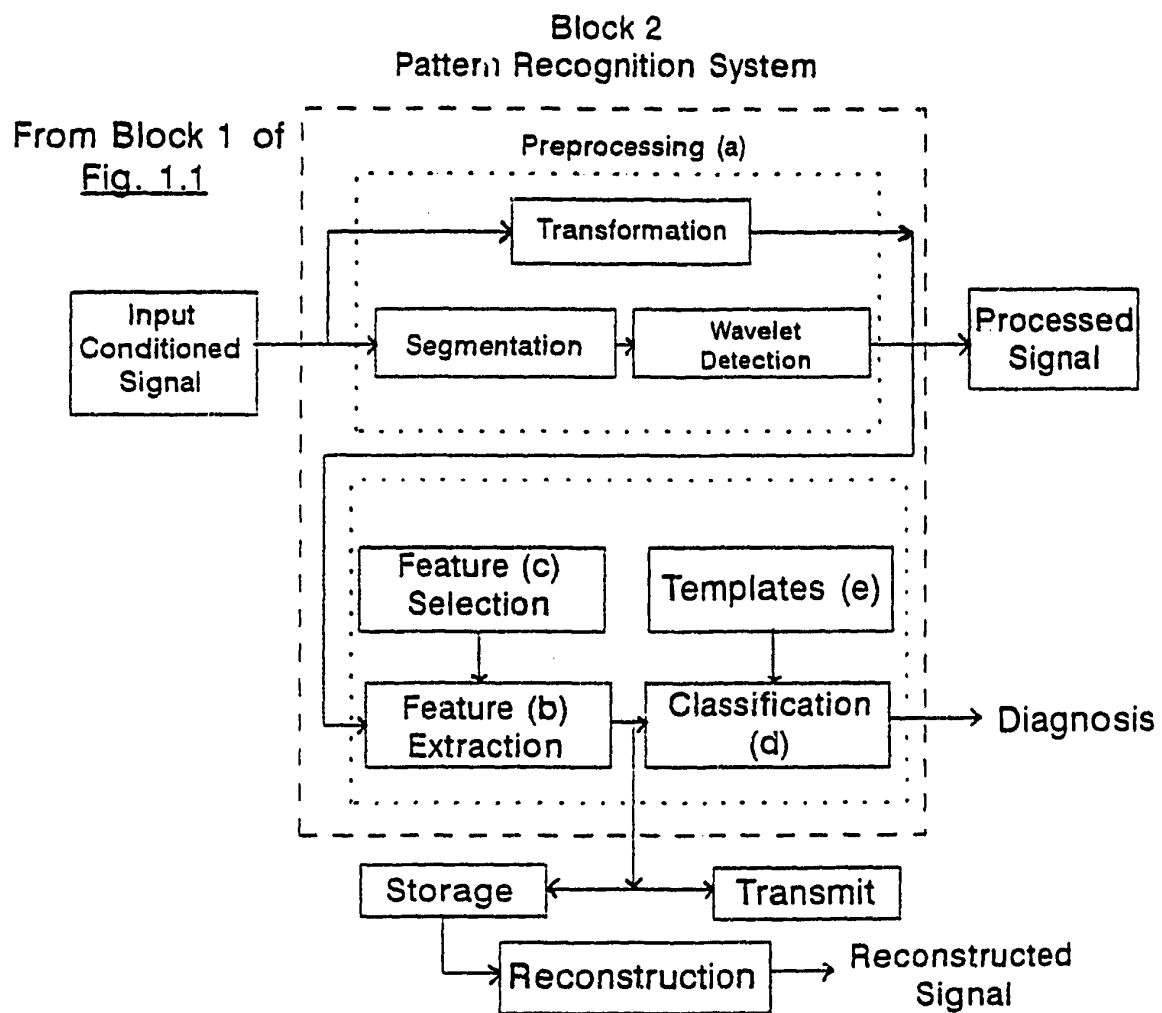 Block 2
Pattern Recognition System
From Block 1 of
Fig. 1.1
Preprocessing (a)
Transformation
Input
Conditioned
Signal
Segmentation
Wavelet
Detection
Processed
Signal
Feature (c)
Selection
Templates (e)
Feature (b)
Extraction
Classification
(d)
Diagnosis
Storage
Transmit
Reconstruction
Reconstructed
Signal